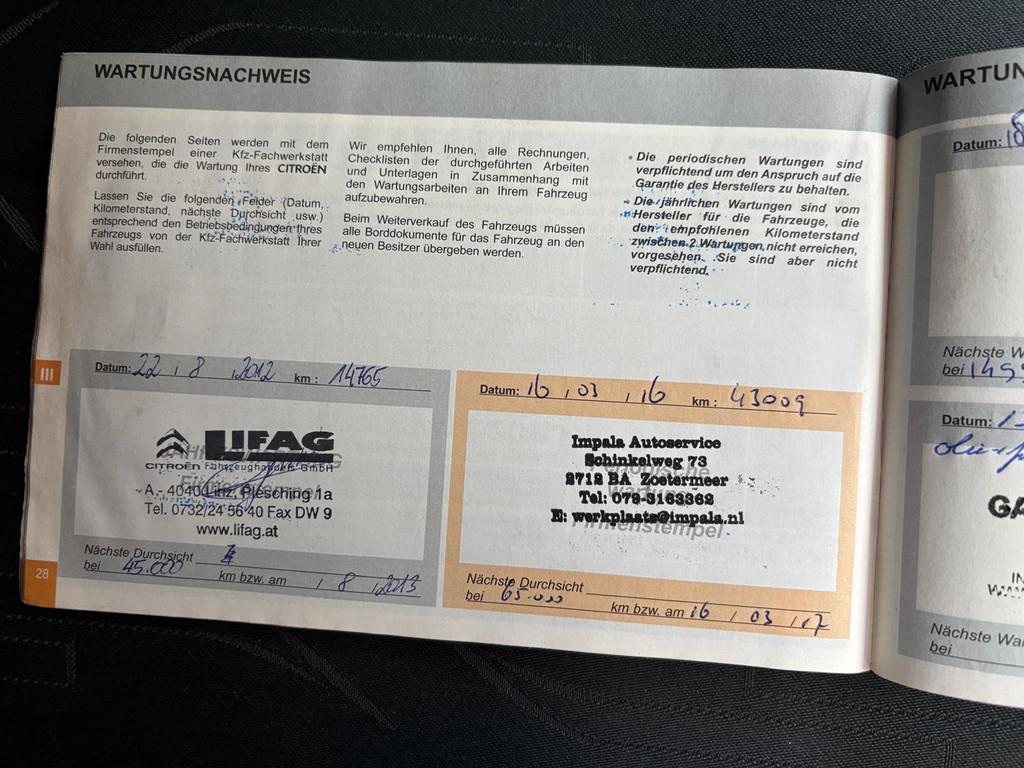 WARTUNGSNACHWEIS
Die folgenden Seiten werden mit dem
Firmenstempel einer Kfz-Fachwerkstatt
versehen, die die Wartung Ihres CITROËN
durchführt.
Lassen Sie die folgenden Felder (Datum,
Kilometerstand, nächste Durchsicht usw.)
entsprechend den Betriebsbedingungen Ihres
Fahrzeugs von der Kfz-Fachwerkstatt Ihrer
Wahl ausfüllen.
Wir empfehlen Ihnen, alle Rechnungen,
Checklisten der durchgeführten Arbeiten
und Unterlagen in Zusammenhang mit
den Wartungsarbeiten an Ihrem Fahrzeug
aufzubewahren.
Beim Weiterverkauf des Fahrzeugs müssen
alle Borddokumente für das Fahrzeug an den
neuen Besitzer übergeben werden.
• Die periodischen Wartungen sind
verpflichtend um den Anspruch auf die
Garantie des Herstellers zu behalten.
• Die jährlichen Wartungen sind vom
Hersteller für die Fahrzeuge, die
den empfohlenen Kilometerstand
zwischen 2 Wartungen nicht erreichen,
vorgesehen. Sie sind aber nicht
verpflichtend.
III
Datum: 22 / 8 / 2012 km : 14765
LIFAG
CITROËN Fahrzeughandels GmbH
Firmenstempel
A - 4040 Linz, Plesching 1a
Tel. 0732/24 56 40 Fax DW 9
www.lifag.at
Nächste Durchsicht
bei 45.000 km bzw. am / 8 / 2013
28
Datum: 16 / 03 / 16 km : 43009
Impala Autoservice
Schinkelweg 73
2712 BA Zoetermeer
Tel: 079-3163362
E: werkplaats@impala.nl
Periodische
Wartung
Firmenstempel
Nächste Durchsicht
bei 65.000 km bzw. am 16 / 03 / 17
WARTUN
Datum:
Nächste W
bei
Datum:
GA
Nächste War
bei